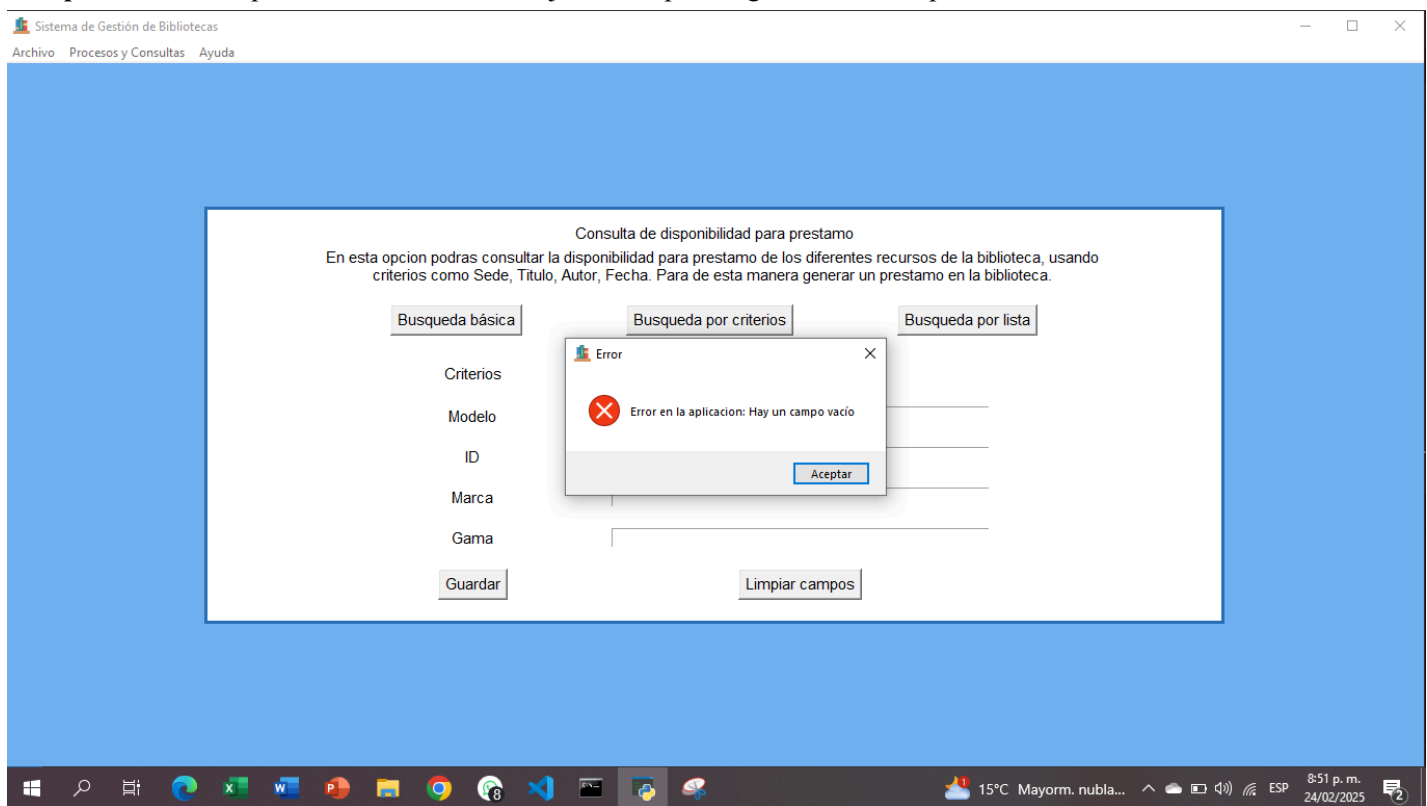 Sistema de Gestión de Bibliotecas
Archivo Procesos y Consultas Ayuda
Consulta de disponibilidad para prestamo
En esta opcion podras consultar la disponibilidad para prestamo de los diferentes recursos de la biblioteca, usando
criterios como Sede, Titulo, Autor, Fecha. Para de esta manera generar un prestamo en la biblioteca.
Busqueda básica Busqueda por criterios Busqueda por lista
Error
Criterios
Error en la aplicacion: Hay un campo vacío
Modelo
ID
Aceptar
Marca
Gama
Guardar Limpiar campos
15°C Mayorm. nubla... ESP 8:51 p. m.
24/02/2025